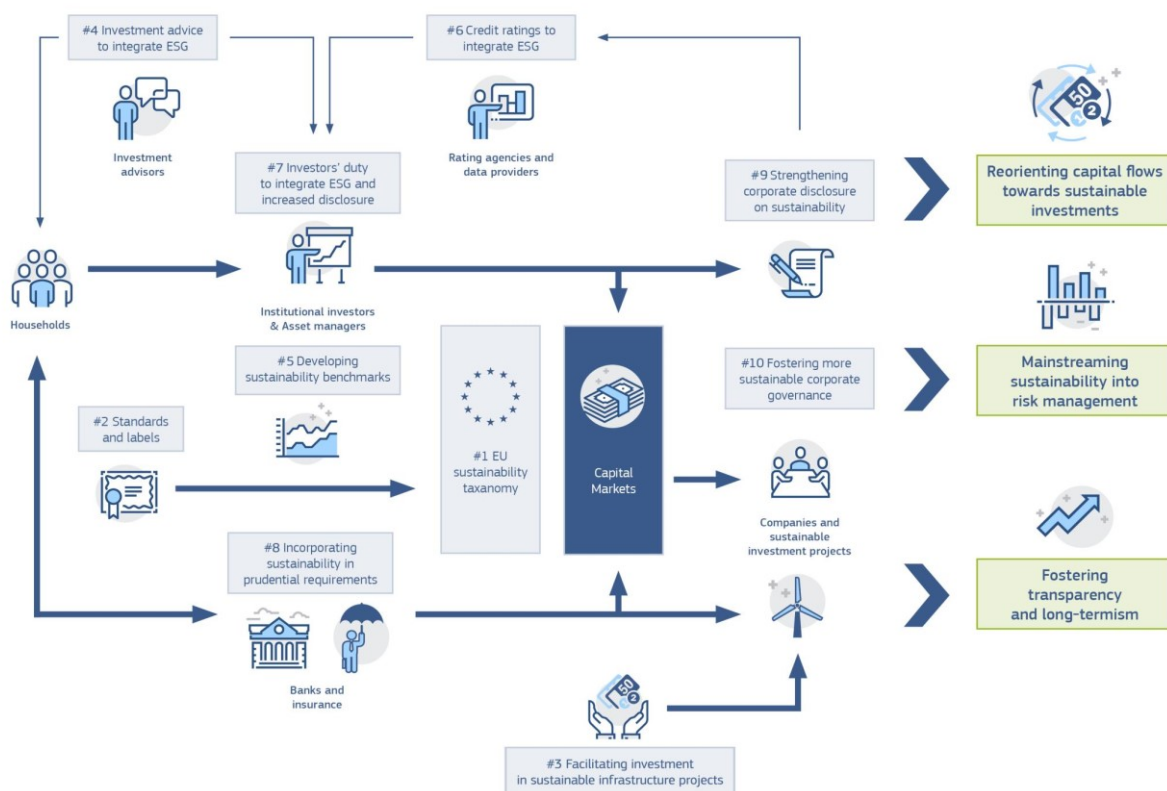 #4 Investment advice
to integrate ESG
#6 Credit ratings to
integrate ESG
50
2
Investment
advisors
Rating agencies and
data providers
#7 Investors' duty
to integrate ESG and
increased disclosure
#9 Strengthening
corporate disclosure
on sustainability
Reorienting capital flows
towards sustainable
investments
Households
Institutional investors
& Asset managers
#5 Developing
sustainability benchmarks
#10 Fostering more
sustainable corporate
governance
Mainstreaming
sustainability into
risk management
#2 Standards
and labels
#1 EU
sustainability
taxanomy
Capital
Markets
Companies and
sustainable
investment projects
#8 Incorporating
sustainability in
prudential requirements
Fostering
transparency
and long-termism
Banks and
insurance
50
2
#3 Facilitating investment
in sustainable infrastructure projects